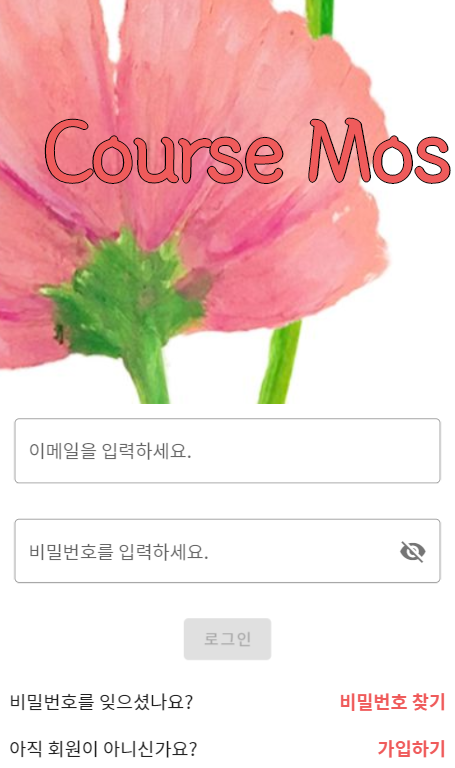 Course Mos
이메일을 입력하세요.
비밀번호를 입력하세요.
로그인
비밀번호를 잊으셨나요? 비밀번호 찾기
아직 회원이 아니신가요? 가입하기